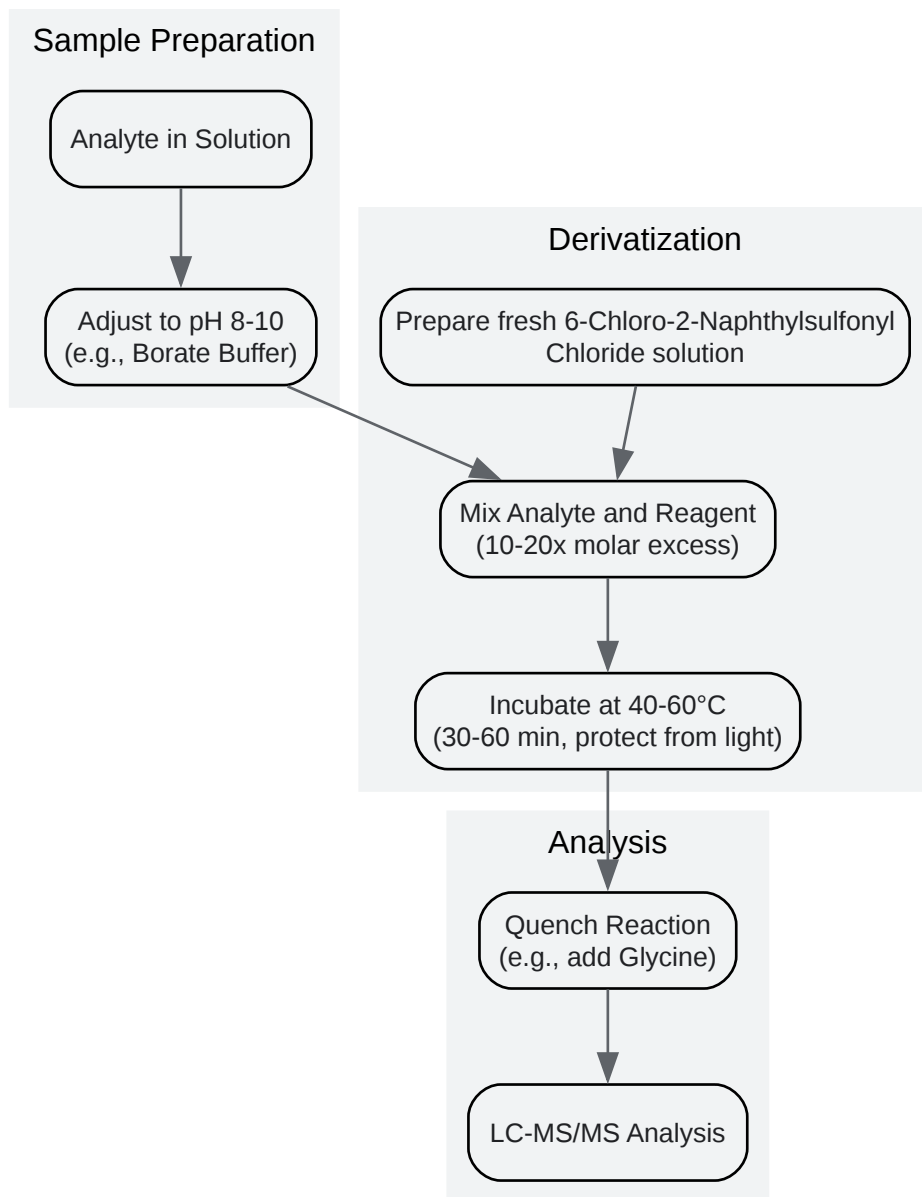 Sample Preparation
Analyte in Solution
Adjust to pH 8-10
(e.g., Borate Buffer)
Derivatization
Prepare fresh 6-Chloro-2-Naphthylsulfonyl
Chloride solution
Mix Analyte and Reagent
(10-20x molar excess)
Incubate at 40-60°C
(30-60 min, protect from light)
Analysis
Quench Reaction
(e.g., add Glycine)
LC-MS/MS Analysis